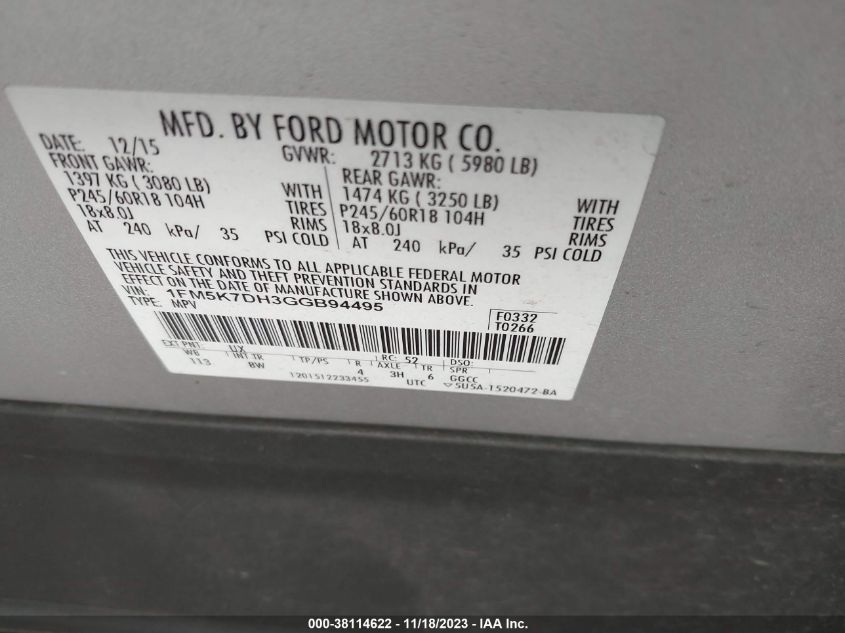 MFD. BY FORD MOTOR CO.
DATE: 12/15 GVWR: 2713 KG ( 5980 LB)
FRONT GAWR: REAR GAWR:
1397 KG ( 3080 LB) WITH 1474 KG ( 3250 LB) WITH
P245/60R18 104H TIRES P245/60R18 104H TIRES
18x8.0J RIMS 18x8.0J RIMS
AT 240 kPa/ 35 PSI COLD AT 240 kPa/ 35 PSI COLD
THIS VEHICLE CONFORMS TO ALL APPLICABLE FEDERAL MOTOR
VEHICLE SAFETY AND THEFT PREVENTION STANDARDS IN
EFFECT ON THE DATE OF MANUFACTURE SHOWN ABOVE.
VIN: 1FM5K7DH3GGB94495 F0332
TYPE: MPV T0266
EXT PNT: UX RC: 52 DSO:
WB INT TR TP/PS R AXLE TR SPR
113 BW 4 3H 6 GGCC
1201512233455 UTC ▽5U5A-1520472-BA
000-38114622 - 11/18/2023 - IAA Inc.